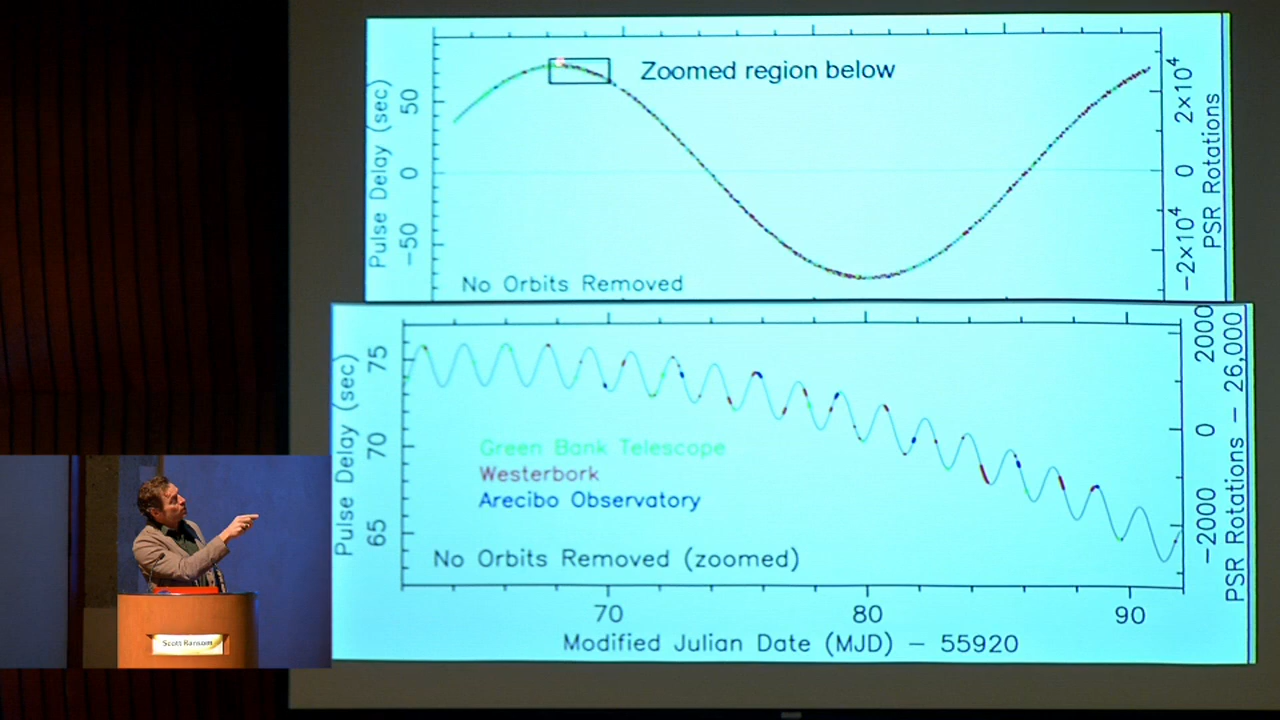 Zoomed region below
Pulse Delay (sec)
50
0
−50
2×10⁴
0
−2×10⁴
PSR Rotations
No Orbits Removed
Pulse Delay (sec)
75
70
65
2000
0
−2000
PSR Rotations − 26,000
Green Bank Telescope
Westerbork
Arecibo Observatory
No Orbits Removed (zoomed)
70 80 90
Modified Julian Date (MJD) − 55920
Scott Ransom